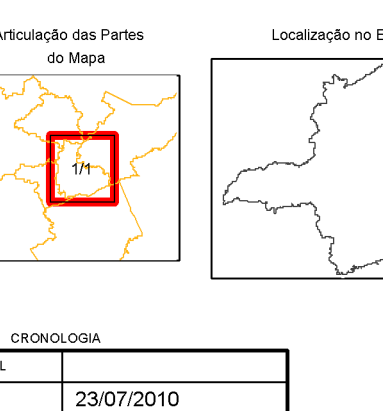 Articulação das Partes
do Mapa
Localização no E
1/1
CRONOLOGIA
L
23/07/2010